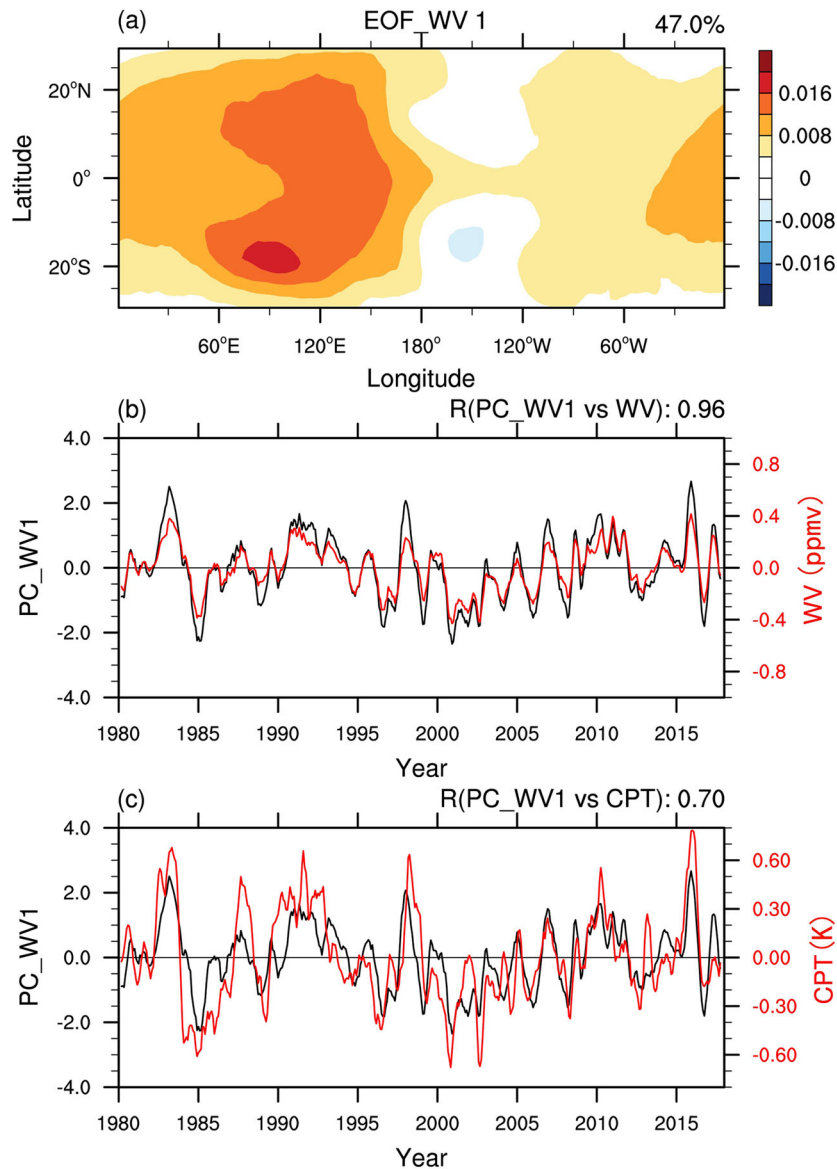 (a) EOF_WV 1 47.0%
20°N
0°
20°S
Latitude
0.016
0.008
0
-0.008
-0.016
60°E 120°E 180° 120°W 60°W
Longitude
(b) R(PC_WV1 vs WV): 0.96
4.0
2.0
0.0
-2.0
-4.0
PC_WV1
0.8
0.4
0.0
-0.4
-0.8
WV (ppmv)
1980 1985 1990 1995 2000 2005 2010 2015
Year
(c) R(PC_WV1 vs CPT): 0.70
4.0
2.0
0.0
-2.0
-4.0
PC_WV1
0.60
0.30
0.00
-0.30
-0.60
CPT(K)
1980 1985 1990 1995 2000 2005 2010 2015
Year